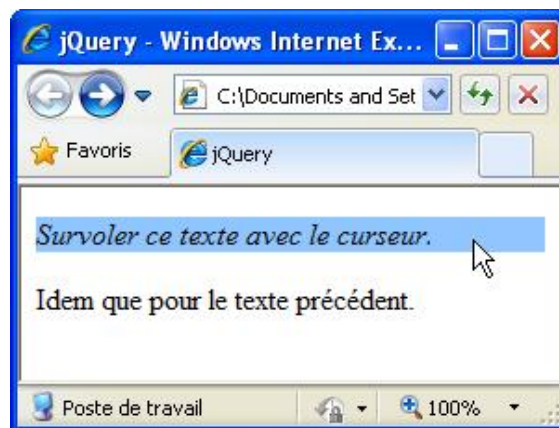 jQuery - Windows Internet Ex...
C:\Documents and Set
Favoris
jQuery
Survoler ce texte avec le curseur.
Idem que pour le texte précédent.
Poste de travail
100%